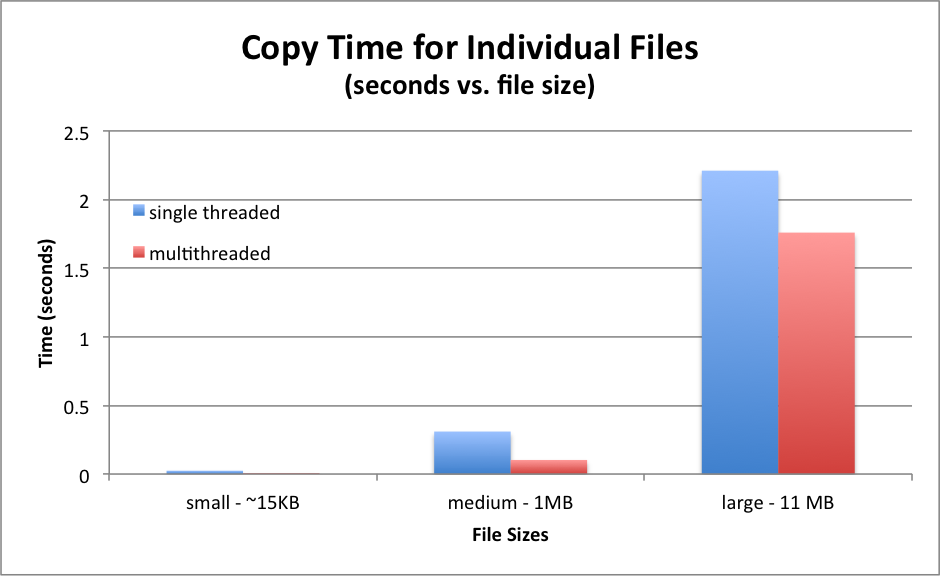 Copy Time for Individual Files
(seconds vs. file size)
2.5
2
1.5
1
0.5
0
Time (seconds)
single threaded
multithreaded
small - ~15KB
medium - 1MB
large - 11 MB
File Sizes